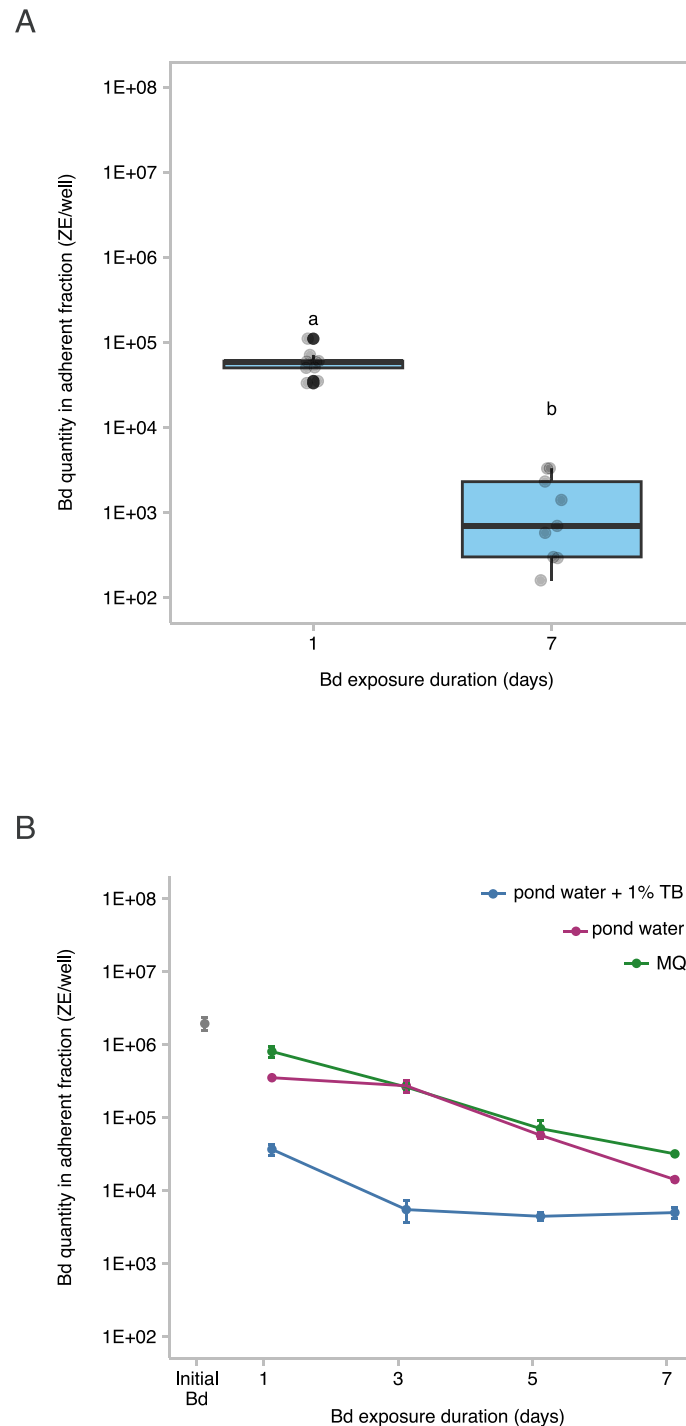 A
Bd quantity in adherent fraction (ZE/well)
1E+08
1E+07
1E+06
1E+05
1E+04
1E+03
1E+02
a
b
1 7
Bd exposure duration (days)
B
Bd quantity in adherent fraction (ZE/well)
1E+08
1E+07
1E+06
1E+05
1E+04
1E+03
1E+02
pond water + 1% TB
pond water
MQ
Initial 1 3 5 7
Bd
Bd exposure duration (days)